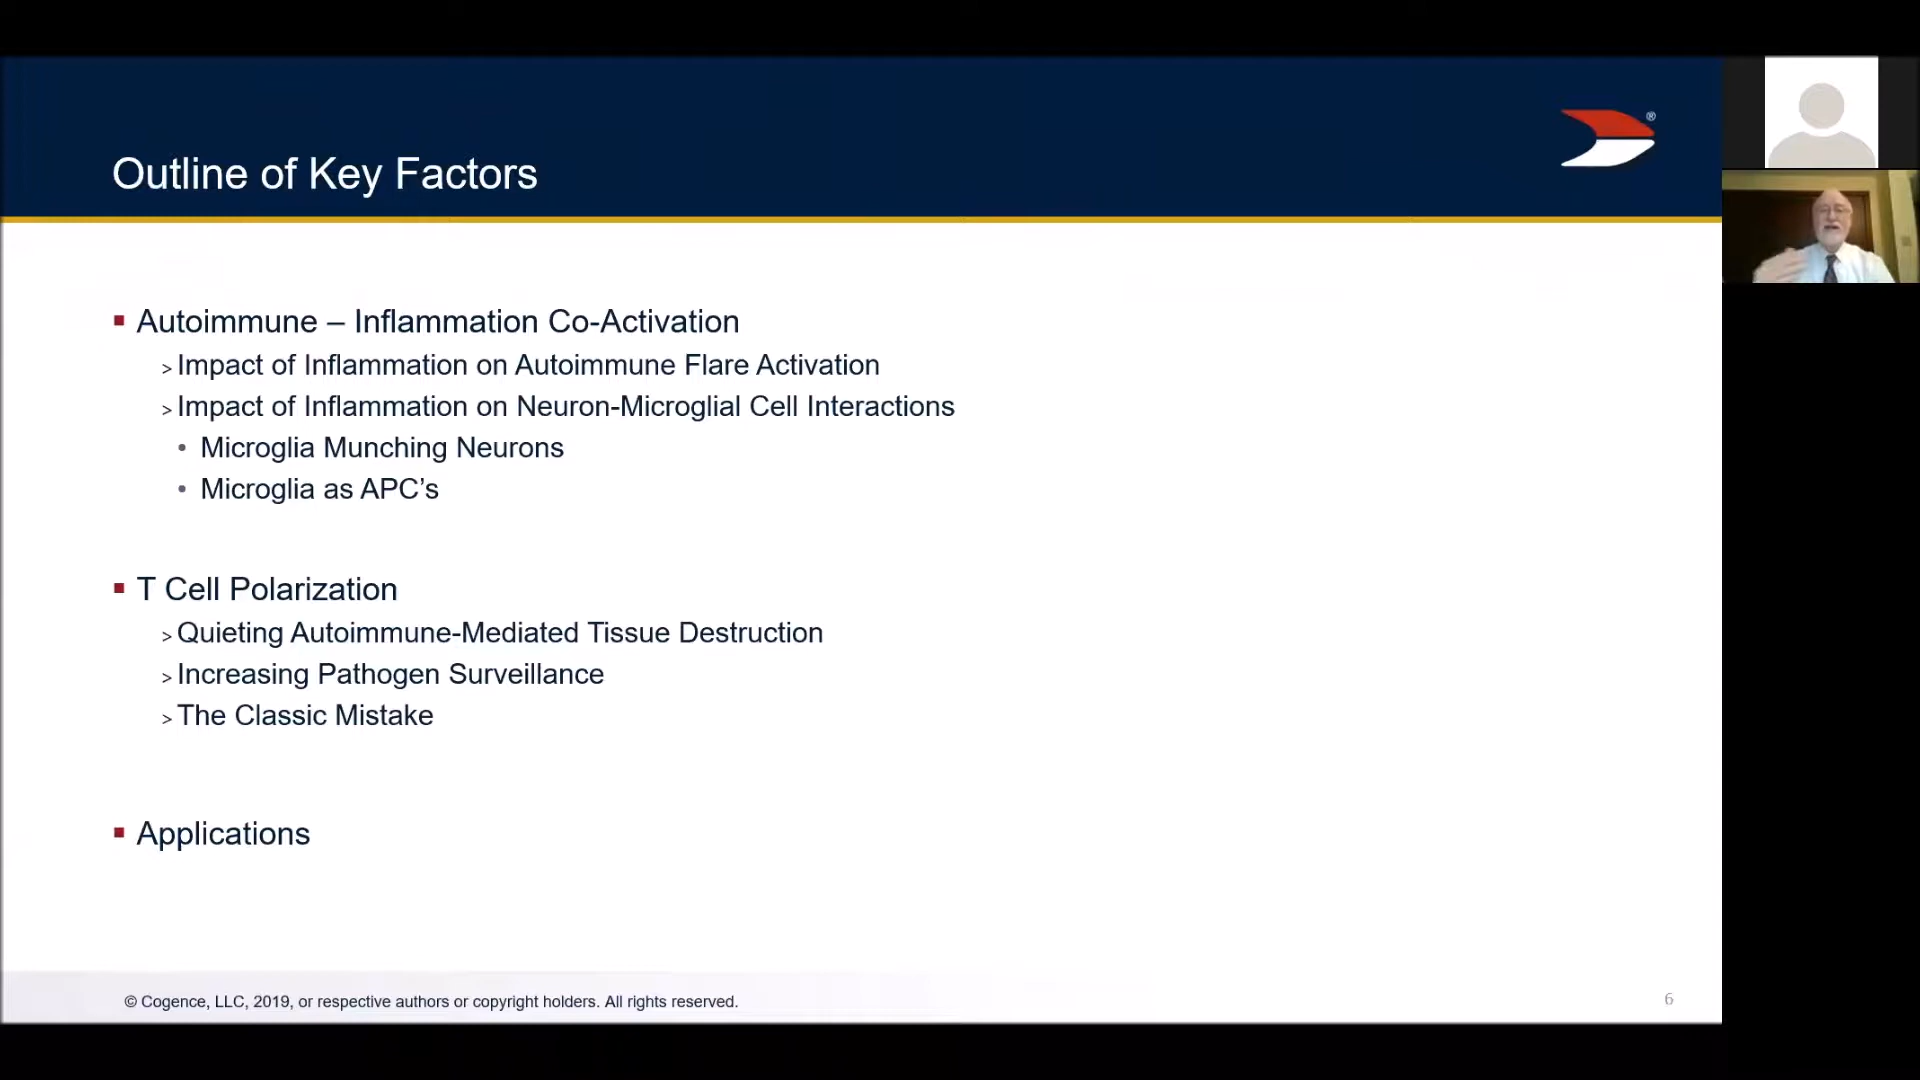 Outline of Key Factors
®
▪ Autoimmune – Inflammation Co-Activation
> Impact of Inflammation on Autoimmune Flare Activation
> Impact of Inflammation on Neuron-Microglial Cell Interactions
• Microglia Munching Neurons
• Microglia as APC’s
▪ T Cell Polarization
> Quieting Autoimmune-Mediated Tissue Destruction
> Increasing Pathogen Surveillance
> The Classic Mistake
▪ Applications
© Cogence, LLC, 2019, or respective authors or copyright holders. All rights reserved.
6